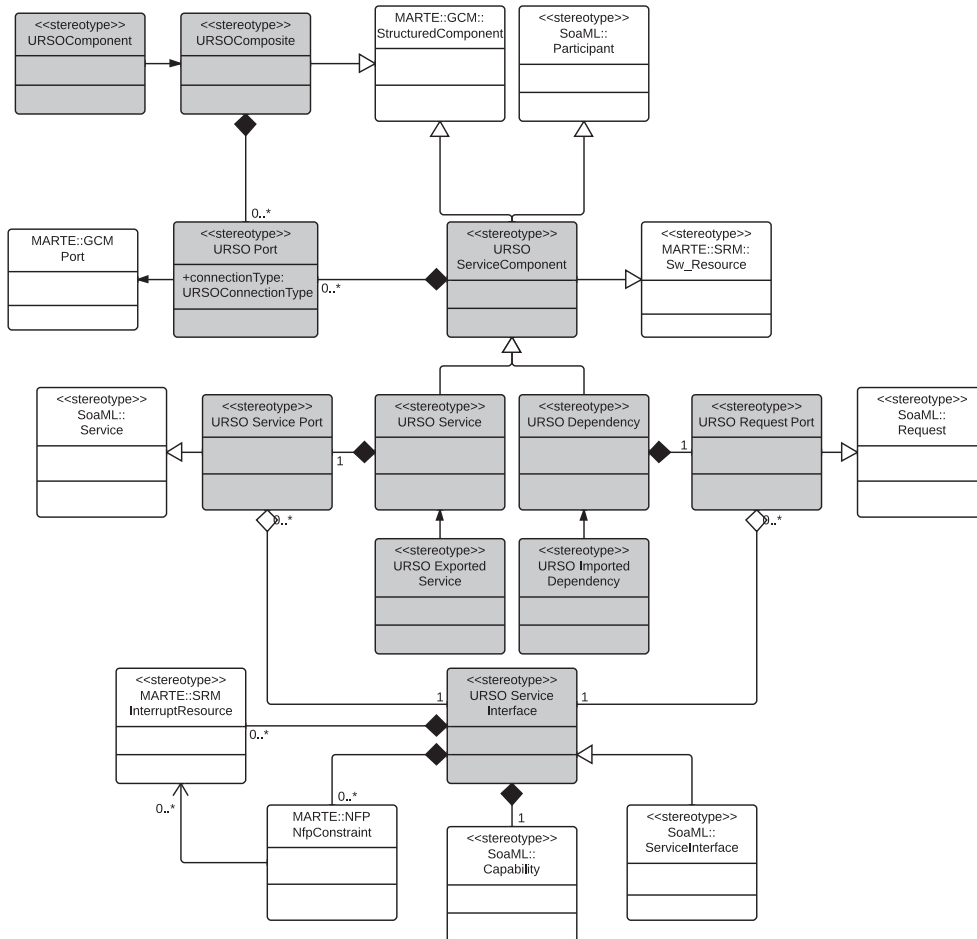 <<stereotype>>
URSOComponent
<<stereotype>>
URSOComposite
MARTE::GCM::
StructuredComponent
<<stereotype>>
SoaML::
Participant
0..*
MARTE::GCM
Port
<<stereotype>>
URSO Port
+connectionType:
URSOConnectionType
0..*
<<stereotype>>
URSO
ServiceComponent
<<stereotype>>
MARTE::SRM::
Sw_Resource
<<stereotype>>
SoaML::
Service
<<stereotype>>
URSO Service Port
1
<<stereotype>>
URSO Service
<<stereotype>>
URSO Dependency
1
<<stereotype>>
URSO Request Port
<<stereotype>>
SoaML::
Request
0..*
0..*
<<stereotype>>
URSO Exported
Service
<<stereotype>>
URSO Imported
Dependency
<<stereotype>>
MARTE::SRM
InterruptResource
1
<<stereotype>>
URSO Service
Interface
1
0..*
0..*
0..*
MARTE::NFP
NfpConstraint
1
<<stereotype>>
SoaML::
Capability
<<stereotype>>
SoaML::
ServiceInterface